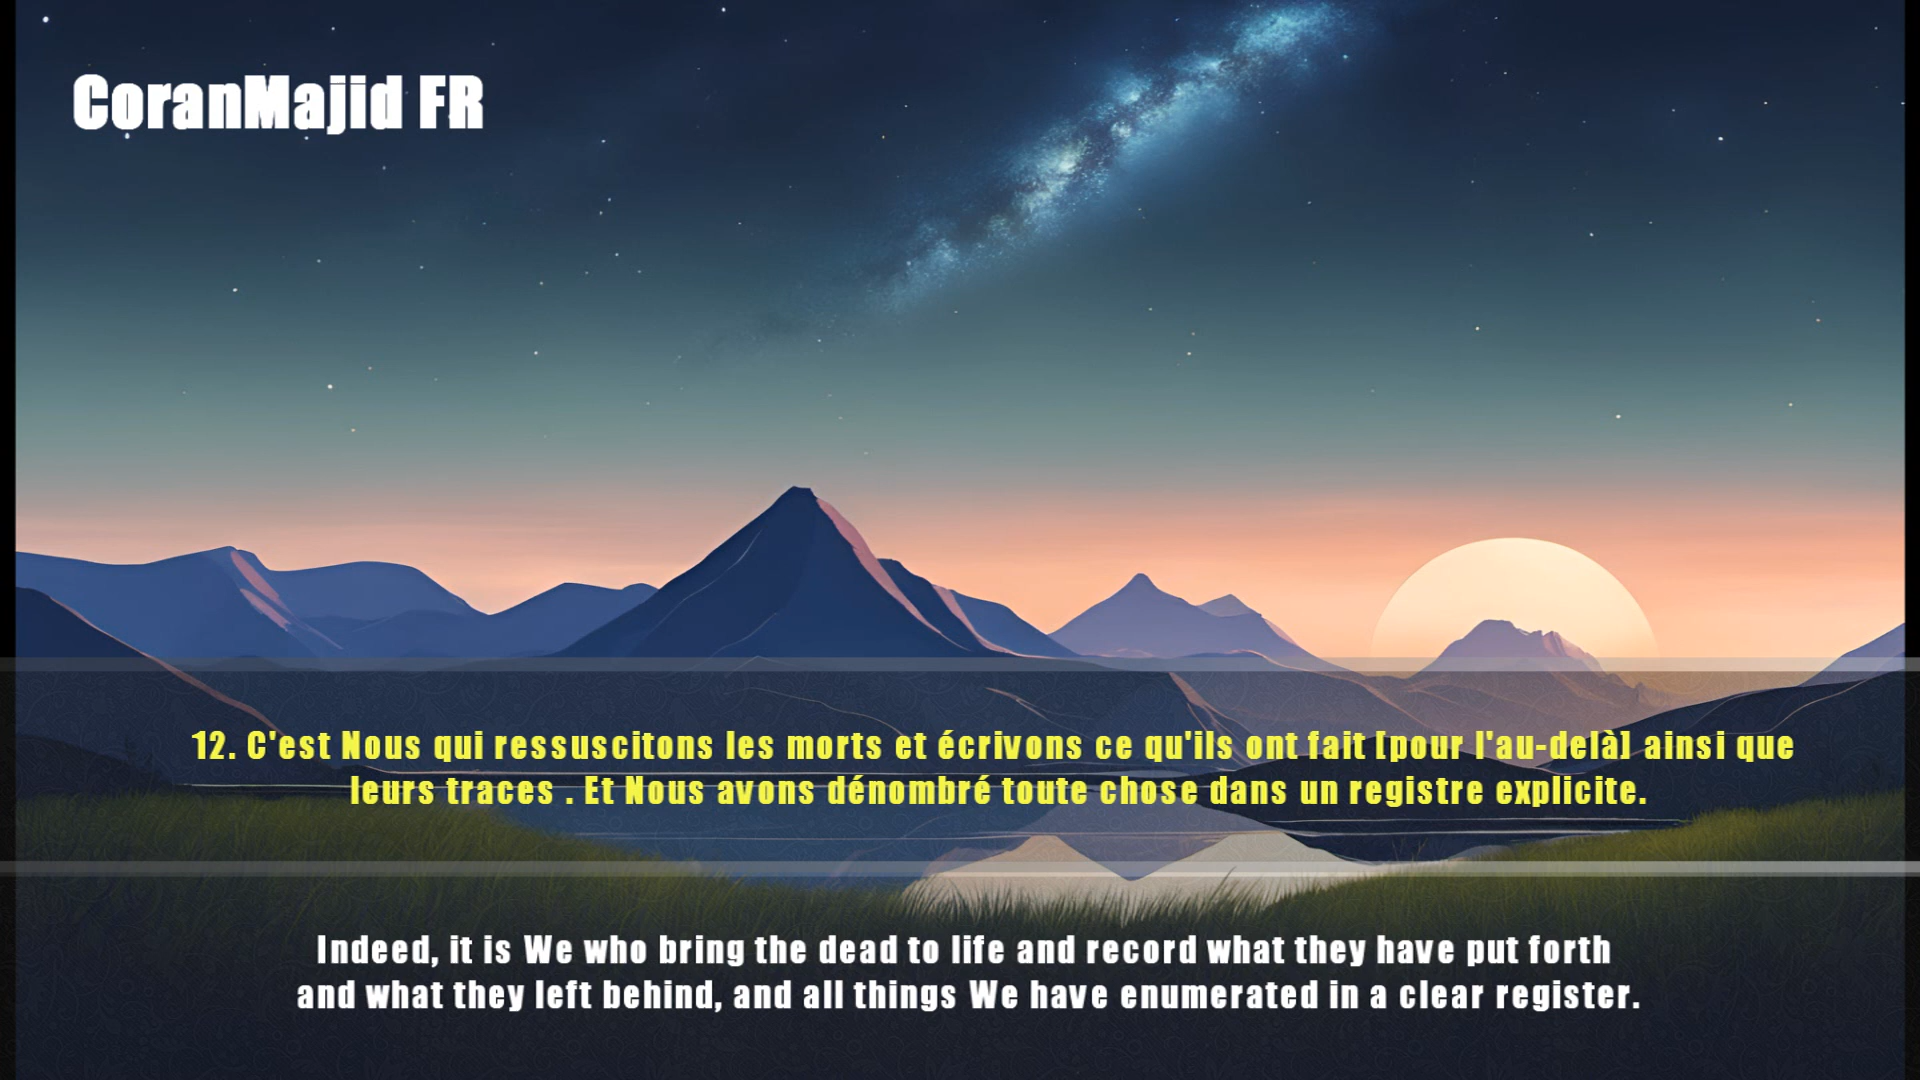 CoranMajid FR
12. C'est Nous qui ressuscitons les morts et écrivons ce qu'ils ont fait [pour l'au-delà] ainsi que
leurs traces . Et Nous avons dénombré toute chose dans un registre explicite.
Indeed, it is We who bring the dead to life and record what they have put forth
and what they left behind, and all things We have enumerated in a clear register.